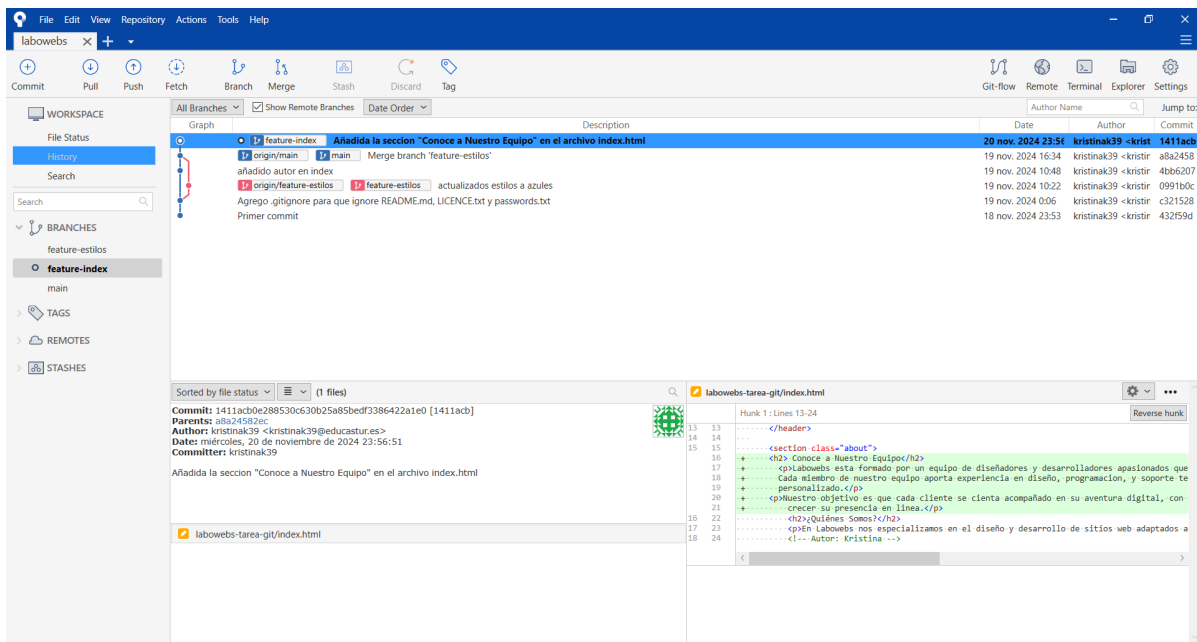 File Edit View Repository Actions Tools Help
labowebs
Commit Pull Push Fetch Branch Merge Stash Discard Tag Git-flow Remote Terminal Explorer Settings
All Branches Show Remote Branches Date Order Author Name Jump to:
Graph Description Date Author Commit
feature-index Añadida la seccion "Conoce a Nuestro Equipo" en el archivo index.html 20 nov. 2024 23:56 kristinak39 <krist 1411acb
origin/main main Merge branch 'feature-estilos' 19 nov. 2024 16:34 kristinak39 <kristir a8a2458
añadido autor en index 19 nov. 2024 10:48 kristinak39 <kristir 4bb6207
origin/feature-estilos feature-estilos actualizados estilos a azules 19 nov. 2024 10:22 kristinak39 <kristir 0991b0c
Agrego .gitignore para que ignore README.md, LICENCE.txt y passwords.txt 19 nov. 2024 0:06 kristinak39 <kristir c321528
Primer commit 18 nov. 2024 23:53 kristinak39 <kristir 432f59d
WORKSPACE
File Status
History
Search
Search
BRANCHES
feature-estilos
feature-index
main
TAGS
REMOTES
STASHES
Sorted by file status (1 files)
Commit: 1411acb0e288530c630b25a85bedf3386422a1e0 [1411acb]
Parents: a8a24582ec
Author: kristinak39 <kristinak39@educastur.es>
Date: miércoles, 20 de noviembre de 2024 23:56:51
Committer: kristinak39
Añadida la seccion "Conoce a Nuestro Equipo" en el archivo index.html
labowebs-tarea-git/index.html
labowebs-tarea-git/index.html
Hunk 1 : Lines 13-24 Reverse hunk
13 13 </header>
14 14
15 15 <section class="about">
16 + <h2> Conoce a Nuestro Equipo</h2>
17 + <p>Labowebs esta formado por un equipo de diseñadores y desarrolladores apasionados que
18 + Cada miembro de nuestro equipo aporta experiencia en diseño, programacion, y soporte te
19 + personalizado.</p>
20 + <p>Nuestro objetivo es que cada cliente se cienta acompañado en su aventura digital, con
21 + crecer su presencia en linea.</p>
16 22 <h2>¿Quiénes Somos?</h2>
17 23 <p>En Labowebs nos especializamos en el diseño y desarrollo de sitios web adaptados a
18 24 <!-- Autor: Kristina -->